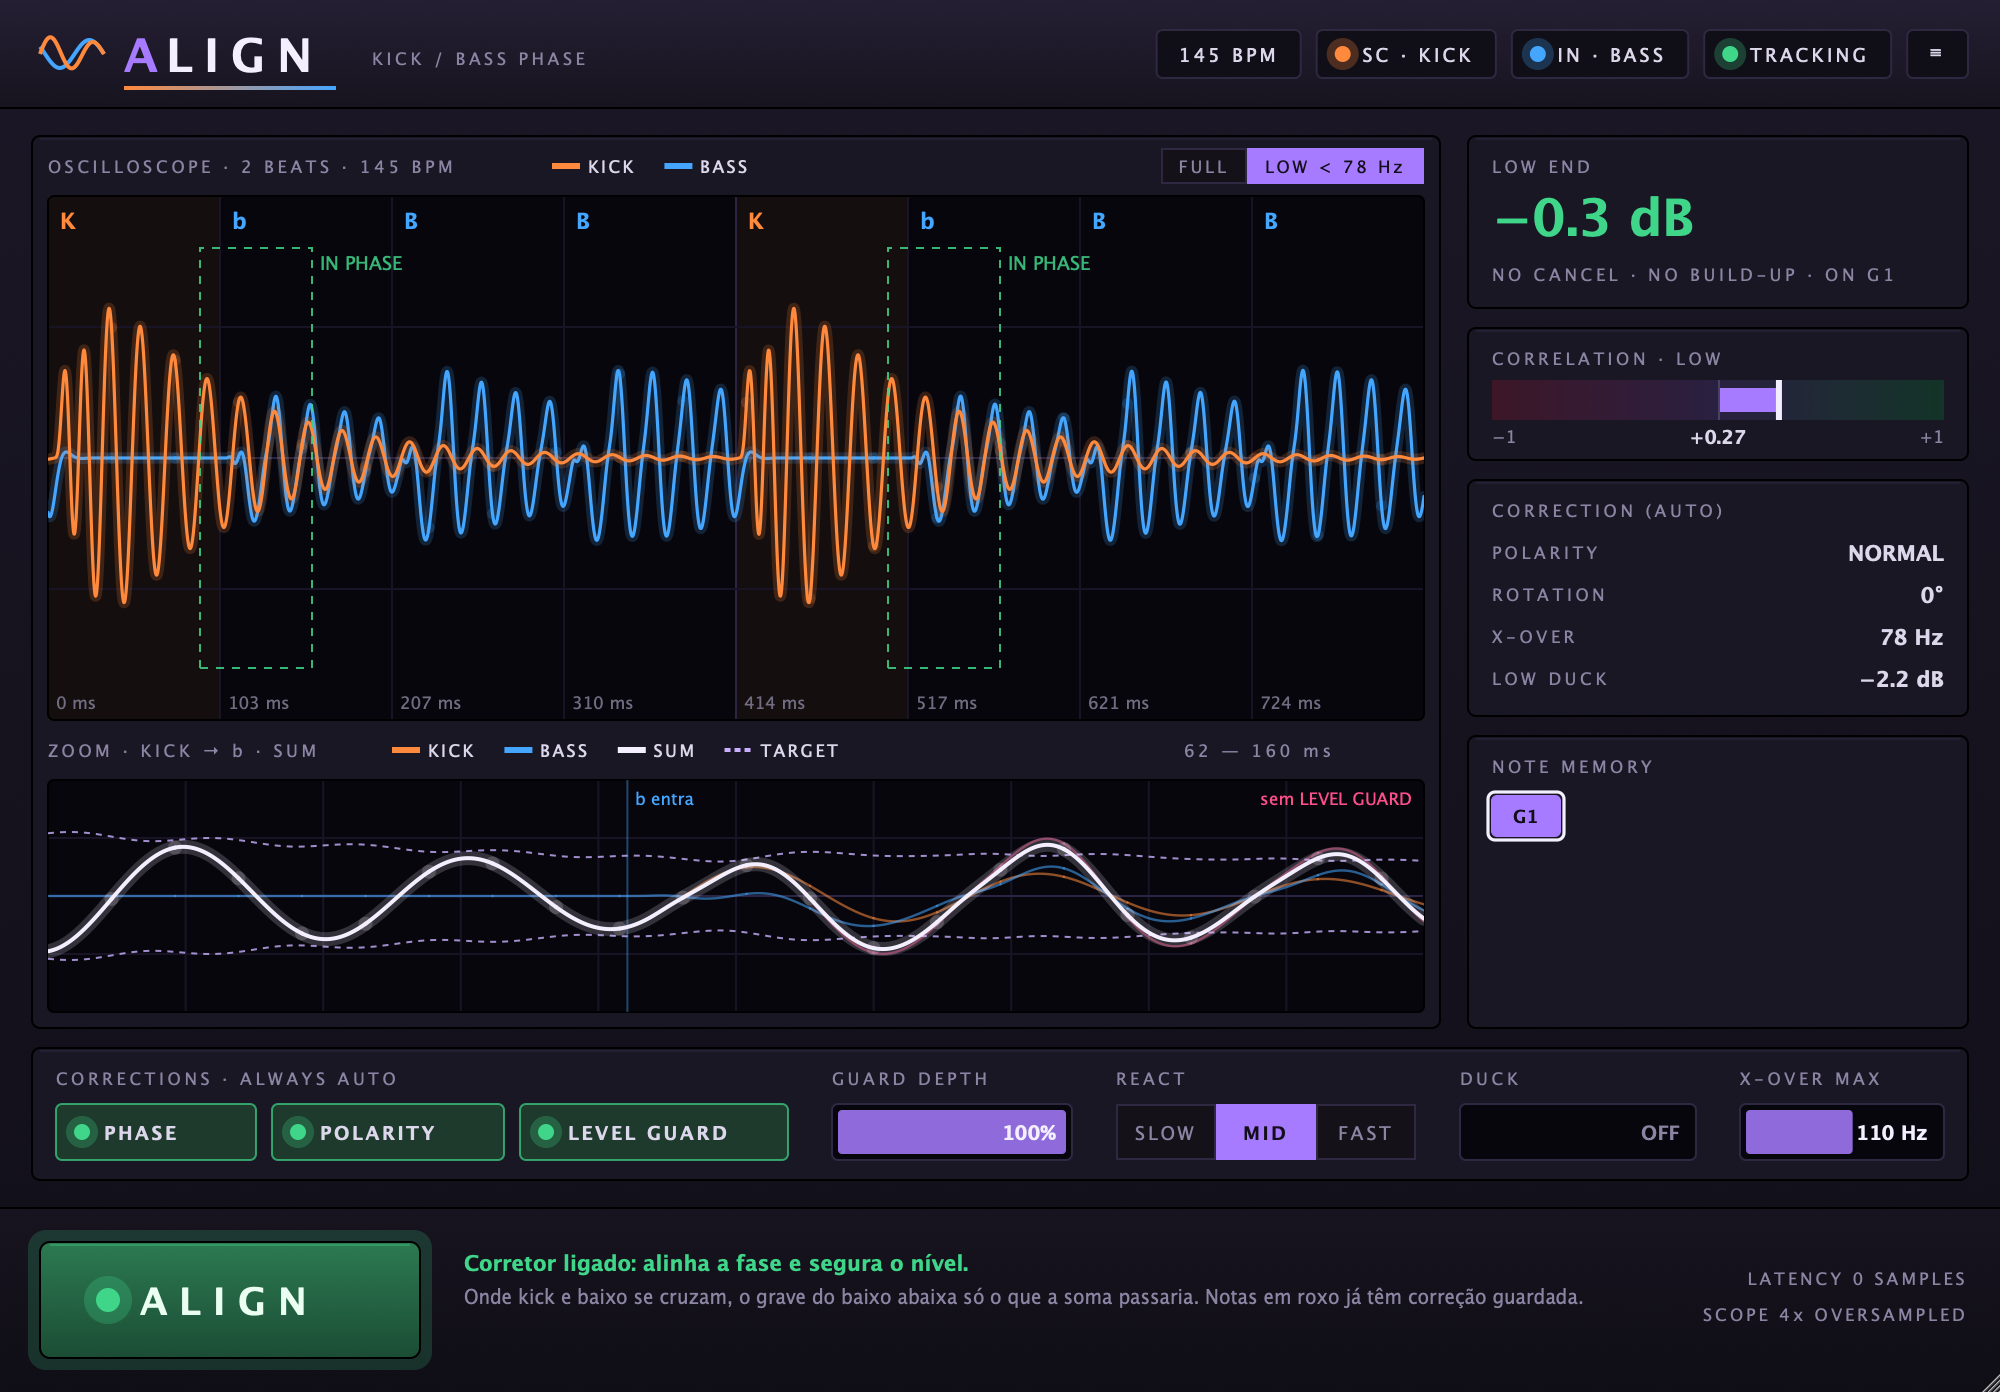 ALIGN
KICK / BASS PHASE
145 BPM
SC · KICK
IN · BASS
TRACKING
≡
OSCILLOSCOPE · 2 BEATS · 145 BPM
KICK
BASS
FULL
LOW < 78 Hz
K b B B K b B B
IN PHASE
IN PHASE
0 ms 103 ms 207 ms 310 ms 414 ms 517 ms 621 ms 724 ms
ZOOM · KICK → b · SUM
KICK
BASS
SUM
TARGET
62 — 160 ms
b entra
sem LEVEL GUARD
LOW END
−0.3 dB
NO CANCEL · NO BUILD-UP · ON G1
CORRELATION · LOW
−1 +0.27 +1
CORRECTION (AUTO)
POLARITY NORMAL
ROTATION 0°
X-OVER 78 Hz
LOW DUCK −2.2 dB
NOTE MEMORY
G1
CORRECTIONS · ALWAYS AUTO
PHASE
POLARITY
LEVEL GUARD
GUARD DEPTH
100%
REACT
SLOW MID FAST
DUCK
OFF
X-OVER MAX
110 Hz
ALIGN
Corretor ligado: alinha a fase e segura o nível.
Onde kick e baixo se cruzam, o grave do baixo abaixa só o que a soma passaria. Notas em roxo já têm correção guardada.
LATENCY 0 SAMPLES
SCOPE 4x OVERSAMPLED